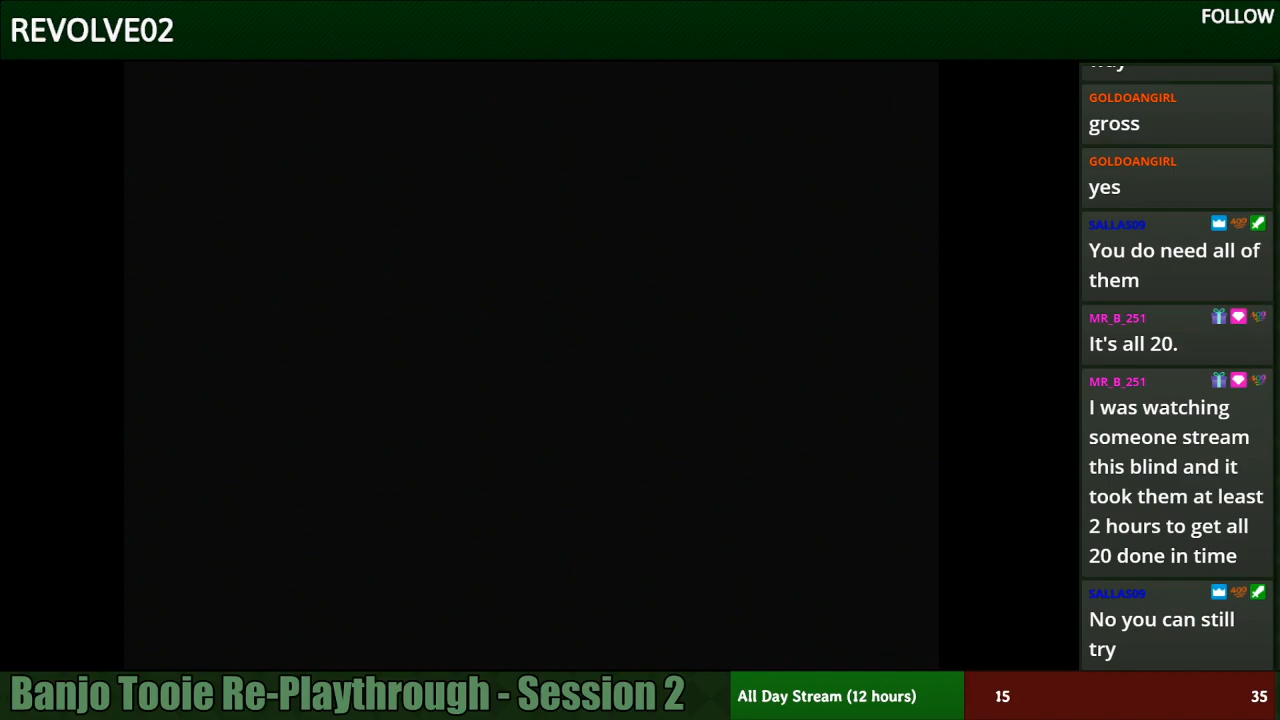 REVOLVE02
FOLLOW
GOLDOANGIRL
gross
GOLDOANGIRL
yes
SALLAS09
You do need all of
them
MR_B_251
It's all 20.
MR_B_251
I was watching
someone stream
this blind and it
took them at least
2 hours to get all
20 done in time
SALLAS09
No you can still
try
Banjo Tooie Re-Playthrough - Session 2
All Day Stream (12 hours)
15
35